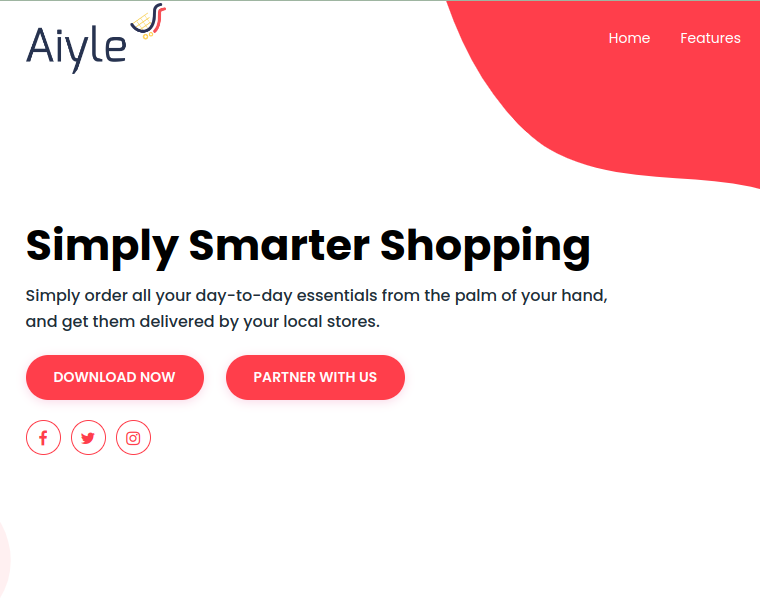 Aiyle
Home Features
Simply Smarter Shopping
Simply order all your day-to-day essentials from the palm of your hand,
and get them delivered by your local stores.
DOWNLOAD NOW PARTNER WITH US